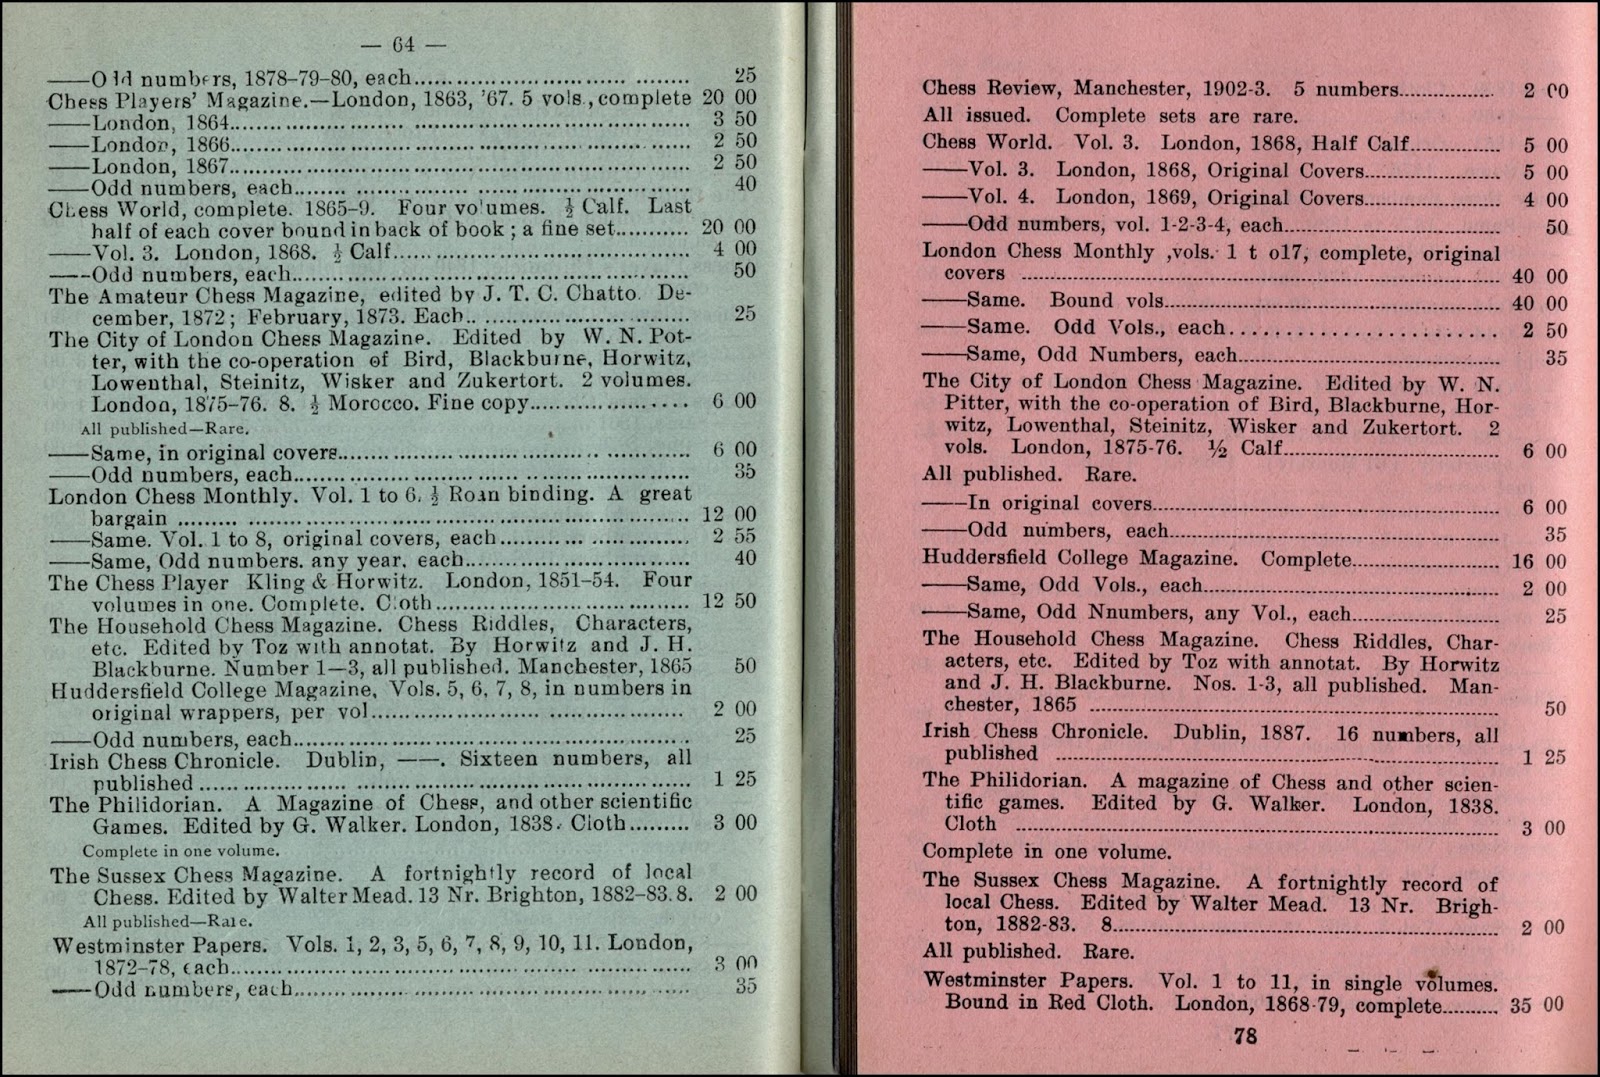 — 64 —
——Old numbers, 1878–79–80, each 25
Chess Players' Magazine.—London, 1863, '67. 5 vols., complete 20 00
——London, 1864 3 50
——London, 1866 2 50
——London, 1867 2 50
——Odd numbers, each 40
Chess World, complete. 1865–9. Four volumes. ½ Calf. Last
half of each cover bound in back of book ; a fine set 20 00
——Vol. 3. London, 1868. ½ Calf 4 00
——Odd numbers, each 50
The Amateur Chess Magazine, edited by J. T. C. Chatto. De-
cember, 1872 ; February, 1873. Each 25
The City of London Chess Magazine. Edited by W. N. Pot-
ter, with the co-operation of Bird, Blackburne, Horwitz,
Lowenthal, Steinitz, Wisker and Zukertort. 2 volumes.
London, 1875–76. 8. ½ Morocco. Fine copy 6 00
All published—Rare.
——Same, in original covers 6 00
——Odd numbers, each 35
London Chess Monthly. Vol. 1 to 6. ½ Roan binding. A great
bargain 12 00
——Same. Vol. 1 to 8, original covers, each 2 55
——Same, Odd numbers. any year. each 40
The Chess Player Kling & Horwitz. London, 1851–54. Four
volumes in one. Complete. Cloth 12 50
The Household Chess Magazine. Chess Riddles, Characters,
etc. Edited by Toz with annotat. By Horwitz and J. H.
Blackburne. Number 1—3, all published. Manchester, 1865 50
Huddersfield College Magazine, Vols. 5, 6, 7, 8, in numbers in
original wrappers, per vol 2 00
——Odd numbers, each 25
Irish Chess Chronicle. Dublin, ——. Sixteen numbers, all
published 1 25
The Philidorian. A Magazine of Chess, and other scientific
Games. Edited by G. Walker. London, 1838. Cloth 3 00
Complete in one volume.
The Sussex Chess Magazine. A fortnightly record of local
Chess. Edited by Walter Mead. 13 Nr. Brighton, 1882–83. 8. 2 00
All published—Rare.
Westminster Papers. Vols. 1, 2, 3, 5, 6, 7, 8, 9, 10, 11. London,
1872–78, each 3 00
——Odd numbers, each 35
Chess Review, Manchester, 1902-3. 5 numbers 2 00
All issued. Complete sets are rare.
Chess World. Vol. 3. London, 1868, Half Calf 5 00
——Vol. 3. London, 1868, Original Covers 5 00
——Vol. 4. London, 1869, Original Covers 4 00
——Odd numbers, vol. 1-2-3-4, each 50
London Chess Monthly ,vols. 1 t o17, complete, original
covers 40 00
——Same. Bound vols 40 00
——Same. Odd Vols., each 2 50
——Same, Odd Numbers, each 35
The City of London Chess Magazine. Edited by W. N.
Pitter, with the co-operation of Bird, Blackburne, Hor-
witz, Lowenthal, Steinitz, Wisker and Zukertort. 2
vols. London, 1875-76. ½ Calf 6 00
All published. Rare.
——In original covers 6 00
——Odd numbers, each 35
Huddersfield College Magazine. Complete 16 00
——Same, Odd Vols., each 2 00
——Same, Odd Nnumbers, any Vol., each 25
The Household Chess Magazine. Chess Riddles, Char-
acters, etc. Edited by Toz with annotat. By Horwitz
and J. H. Blackburne. Nos. 1-3, all published. Man-
chester, 1865 50
Irish Chess Chronicle. Dublin, 1887. 16 numbers, all
published 1 25
The Philidorian. A magazine of Chess and other scien-
tific games. Edited by G. Walker. London, 1838.
Cloth 3 00
Complete in one volume.
The Sussex Chess Magazine. A fortnightly record of
local Chess. Edited by Walter Mead. 13 Nr. Brigh-
ton, 1882-83. 8 2 00
All published. Rare.
Westminster Papers. Vol. 1 to 11, in single volumes.
Bound in Red Cloth. London, 1868-79, complete 35 00
78